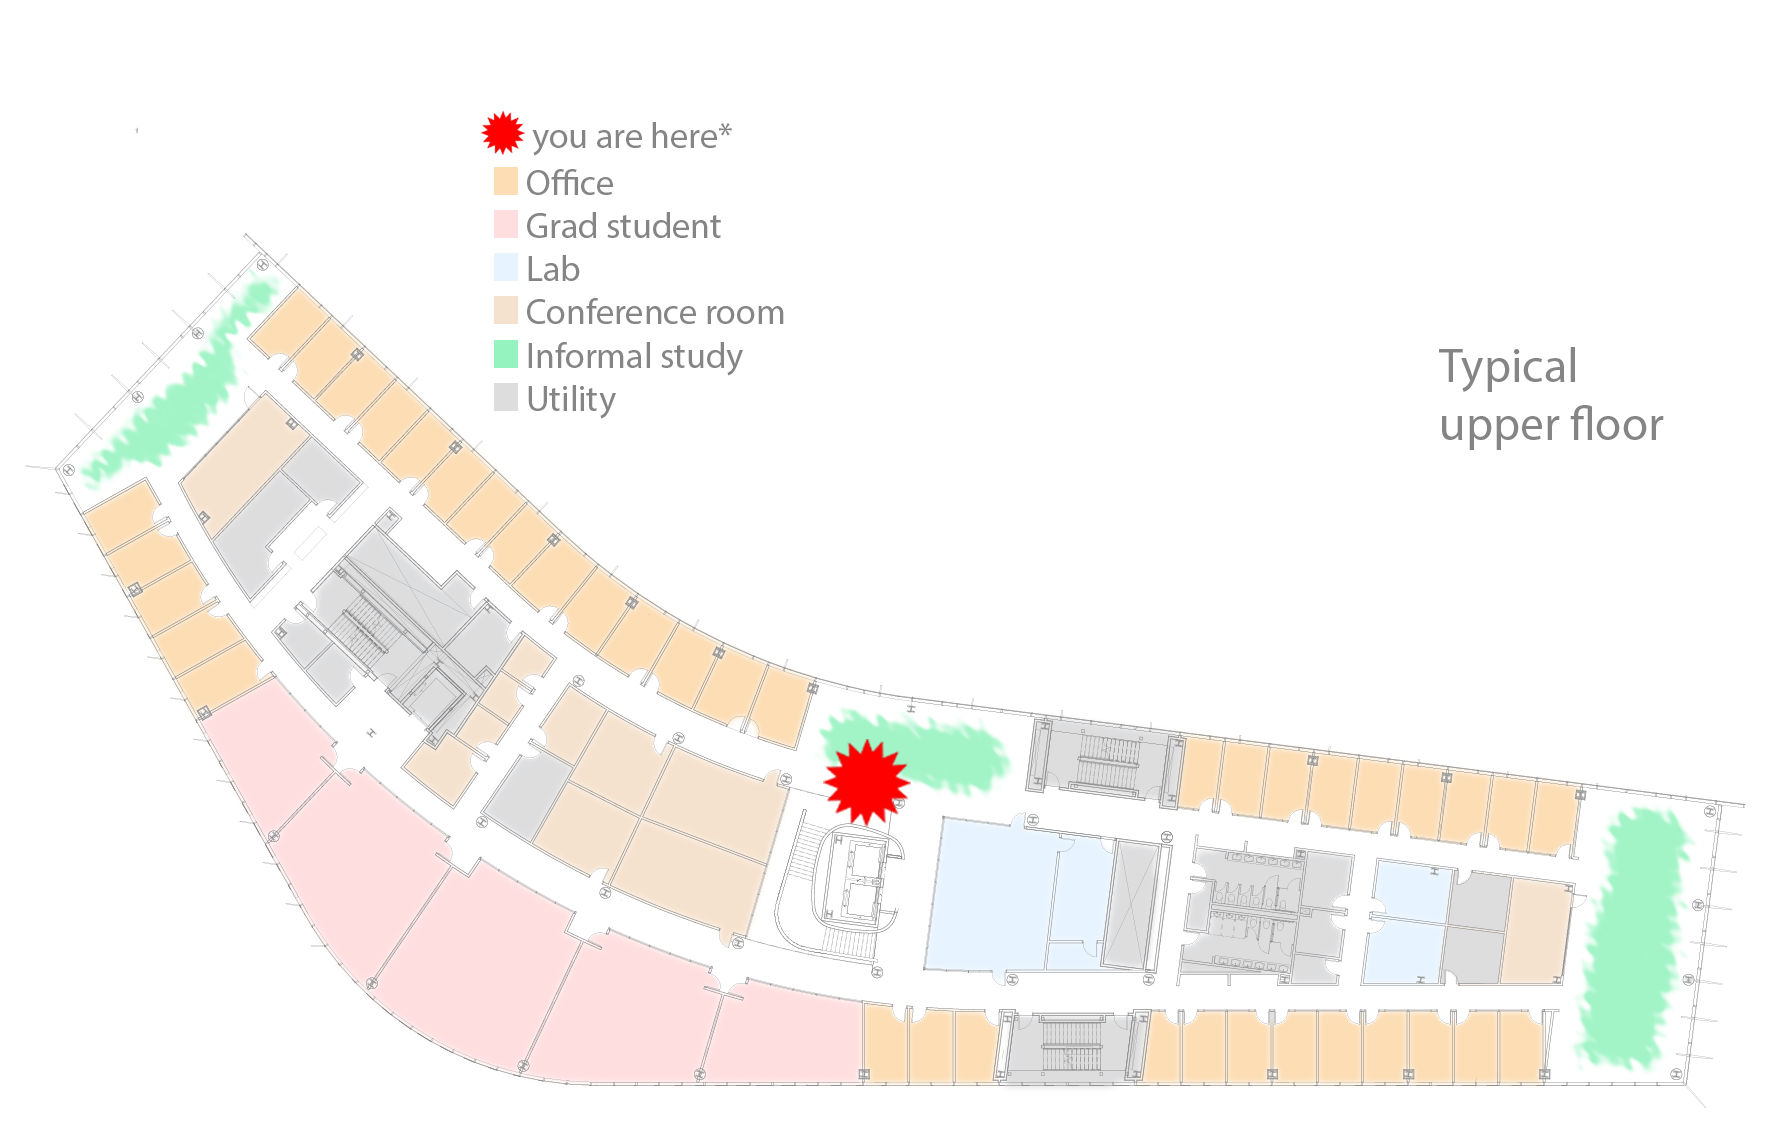 you are here*
Office
Grad student
Lab
Conference room
Informal study
Utility
Typical
upper floor